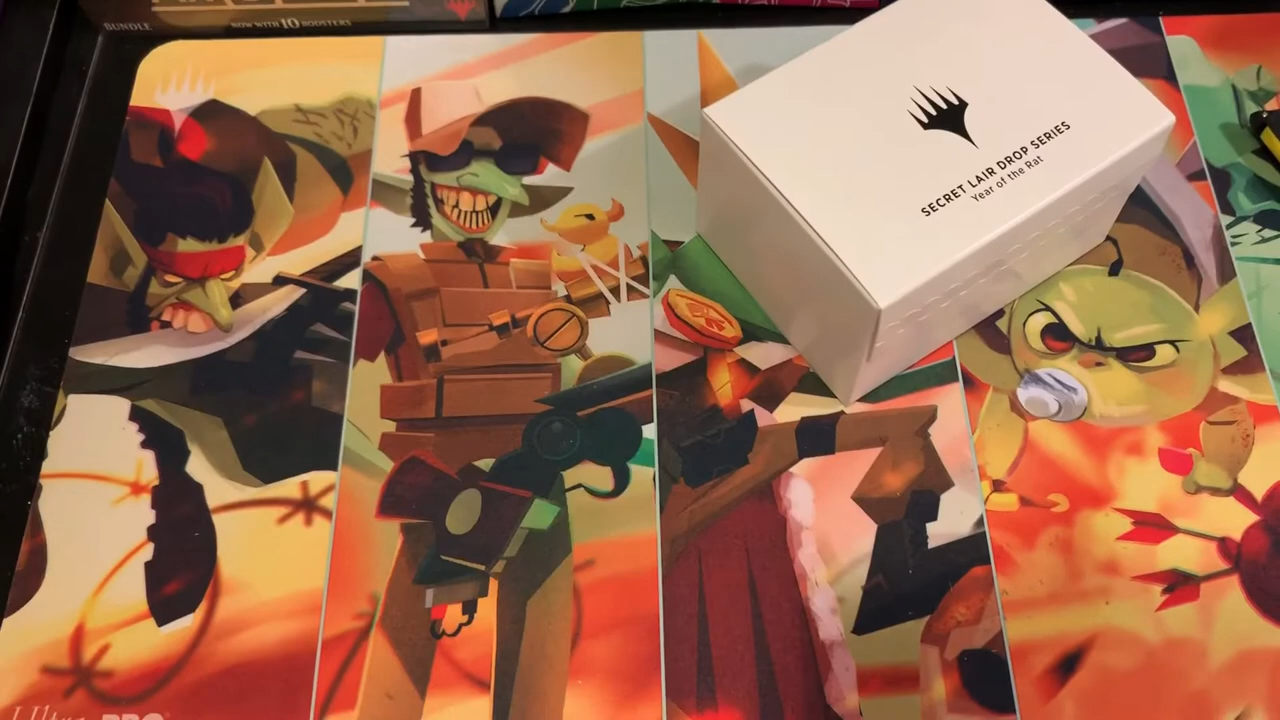 BUNDLE
NOW WITH 10 BOOSTERS
SECRET LAIR DROP SERIES
Year of the Rat
Ultra PRO